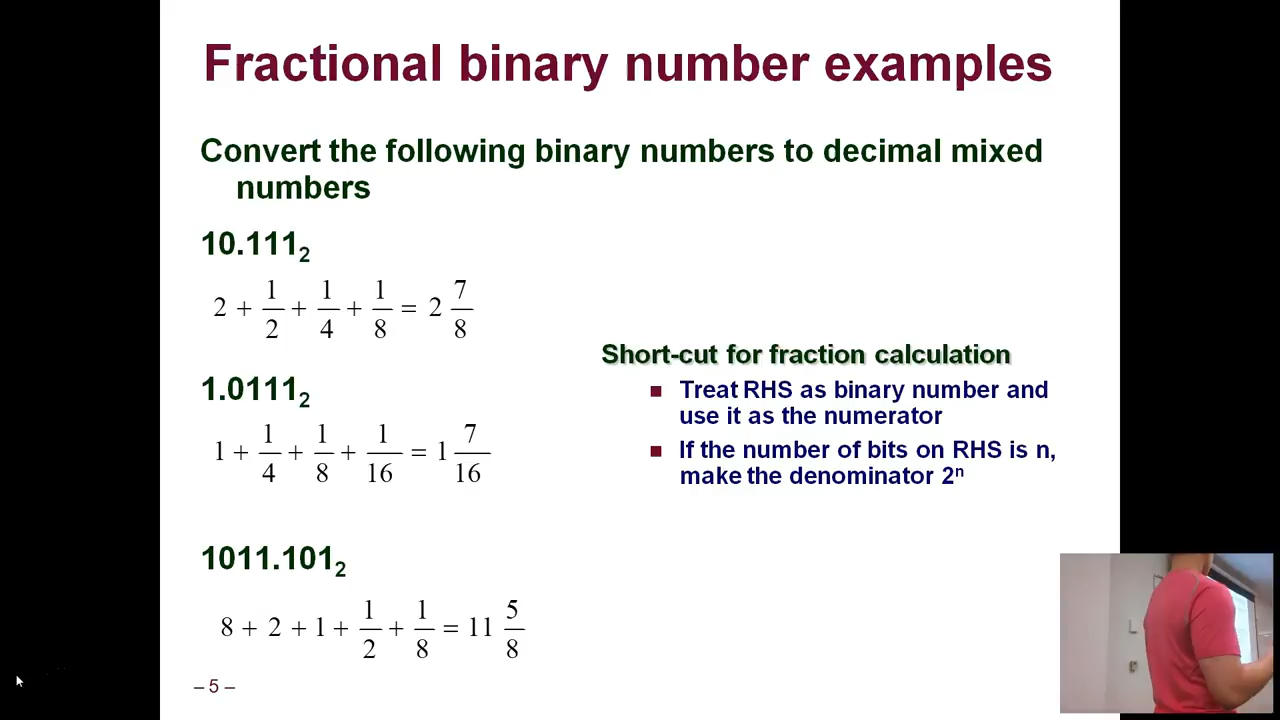 Fractional binary number examples
Convert the following binary numbers to decimal mixed
numbers
10.111₂
2 + 1/2 + 1/4 + 1/8 = 2 7/8
1.0111₂
1 + 1/4 + 1/8 + 1/16 = 1 7/16
1011.101₂
8 + 2 + 1 + 1/2 + 1/8 = 11 5/8
Short-cut for fraction calculation
Treat RHS as binary number and
use it as the numerator
If the number of bits on RHS is n,
make the denominator 2ⁿ
– 5 –